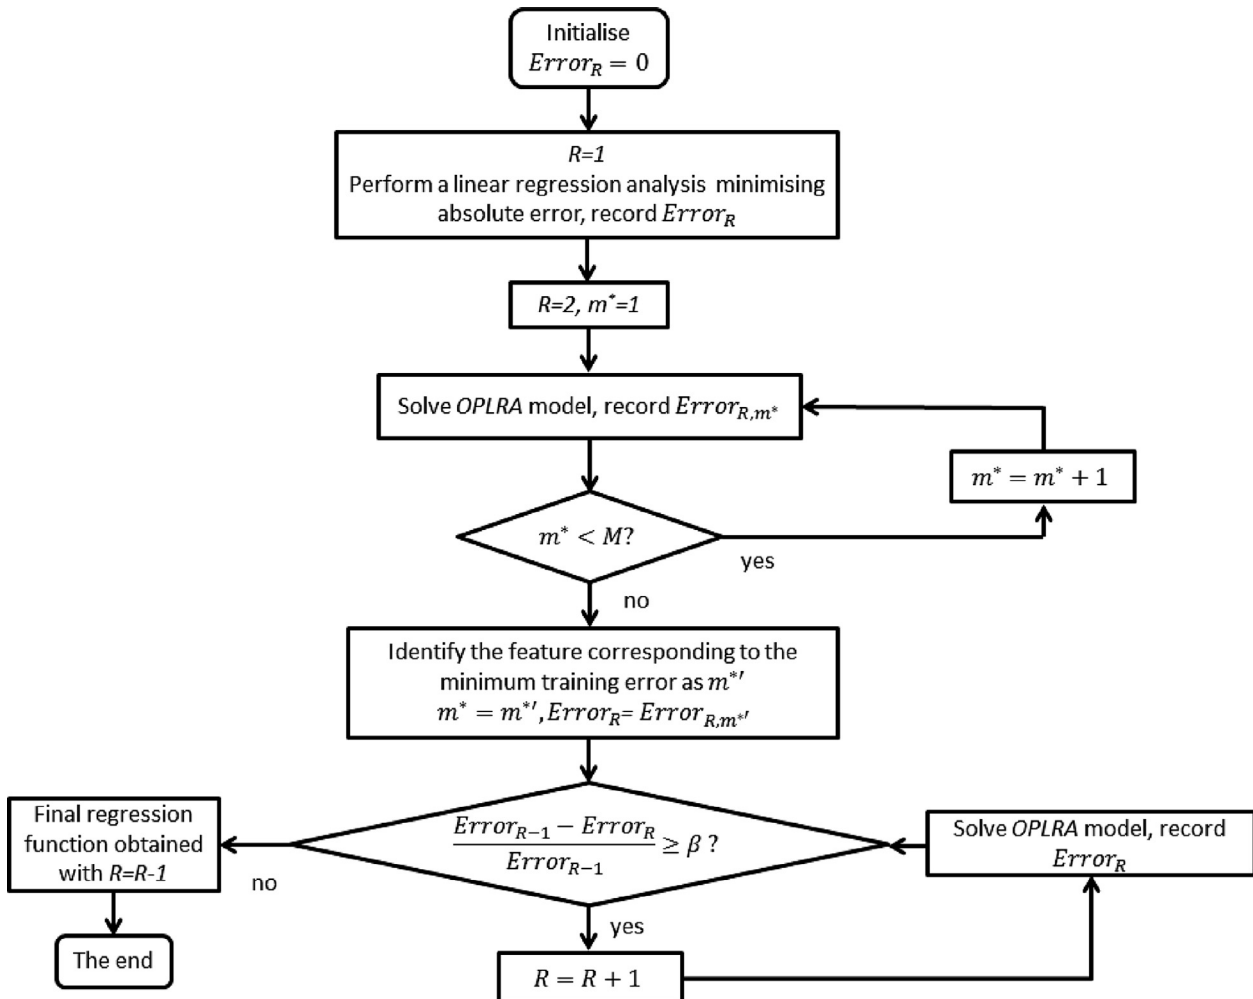 Initialise
Error_R = 0
R=1
Perform a linear regression analysis minimising
absolute error, record Error_R
R=2, m*=1
Solve OPLRA model, record Error_{R,m*}
m* = m* + 1
m* < M?
yes
no
Identify the feature corresponding to the
minimum training error as m*′
m* = m*′, Error_R= Error_{R,m*′}
Final regression
function obtained
with R=R-1
no
(Error_{R−1} − Error_R) / Error_{R−1} ≥ β ?
Solve OPLRA model, record
Error_R
yes
The end
R = R + 1